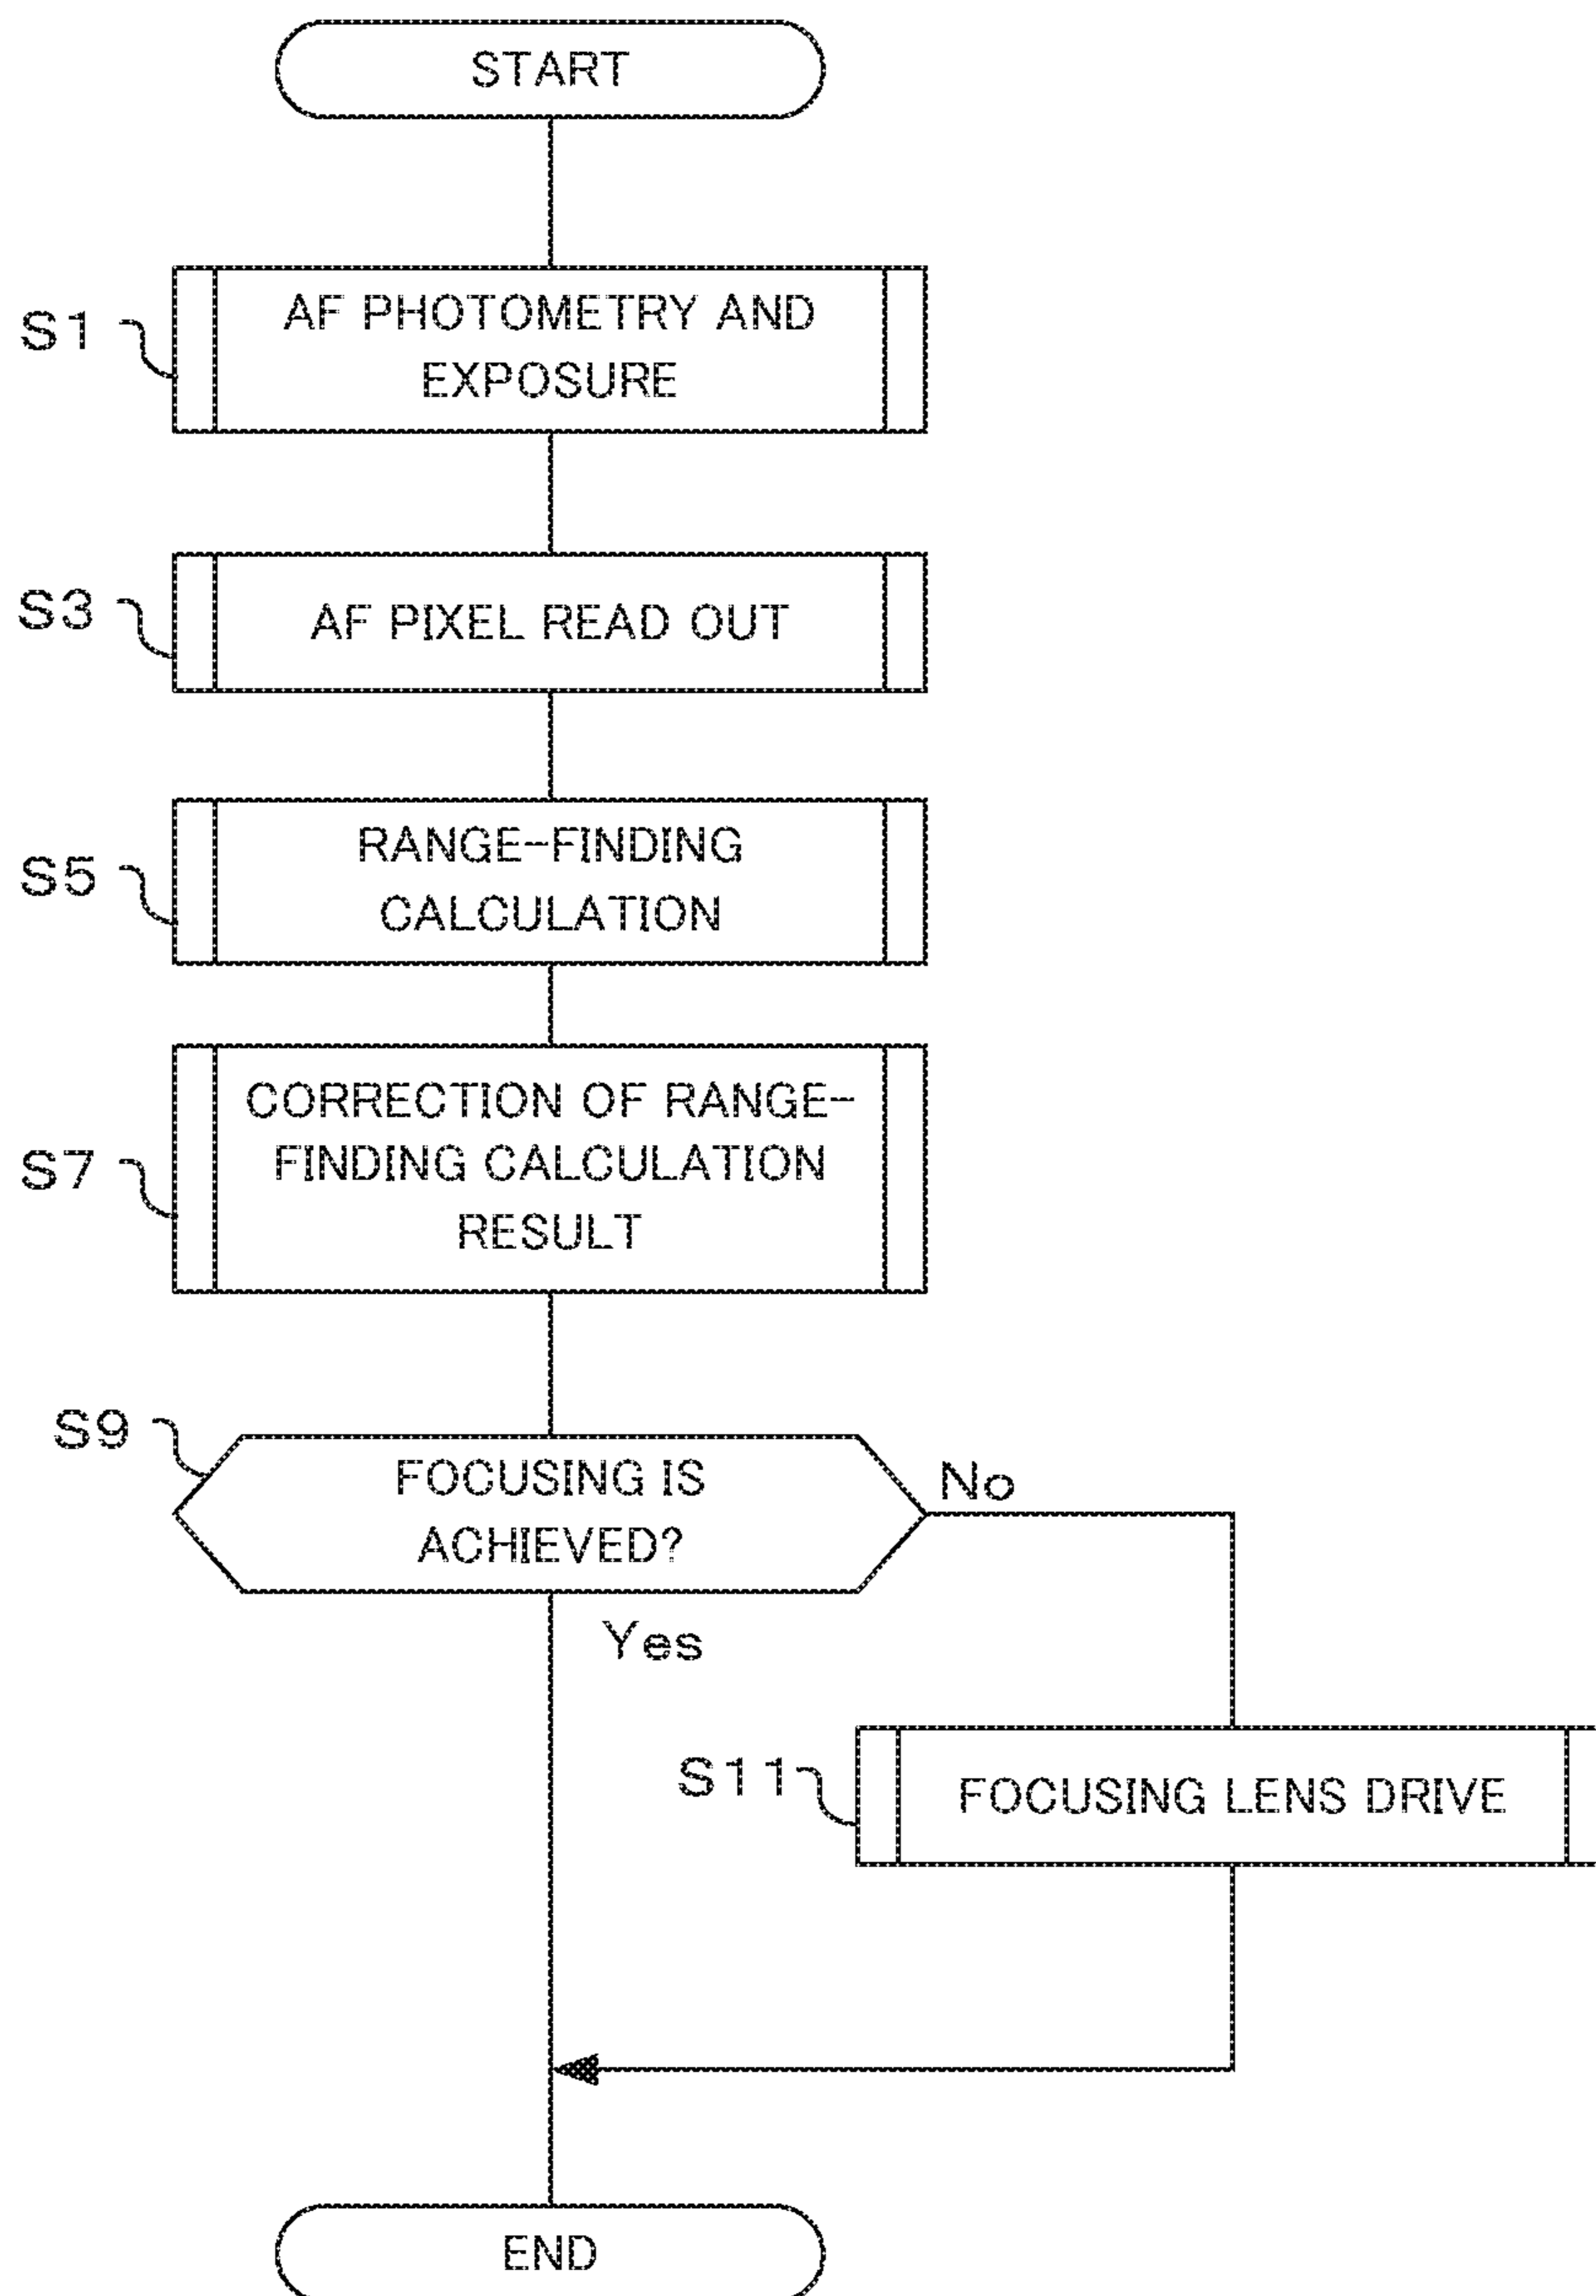 START
S1
AF PHOTOMETRY AND
EXPOSURE
S3
AF PIXEL READ OUT
S5
RANGE-FINDING
CALCULATION
S7
CORRECTION OF RANGE-
FINDING CALCULATION
RESULT
S9
FOCUSING IS
ACHIEVED?
No
Yes
S11
FOCUSING LENS DRIVE
END